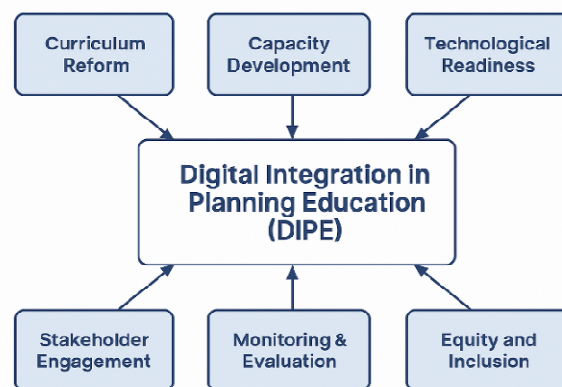 Curriculum
Reform
Capacity
Development
Technological
Readiness
Digital Integration in
Planning Education
(DIPE)
Stakeholder
Engagement
Monitoring &
Evaluation
Equity and
Inclusion